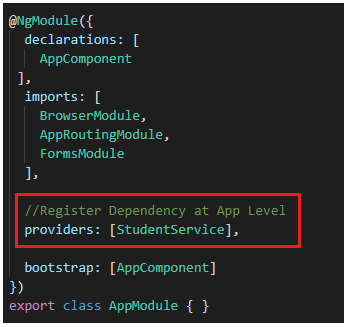 @NgModule({
  declarations: [
    AppComponent
 ],
  imports: [
    BrowserModule,
    AppRoutingModule,
    FormsModule
  ],
  //Register Dependency at App Level
  providers: [StudentService],
  bootstrap: [AppComponent]
})
export class AppModule { }